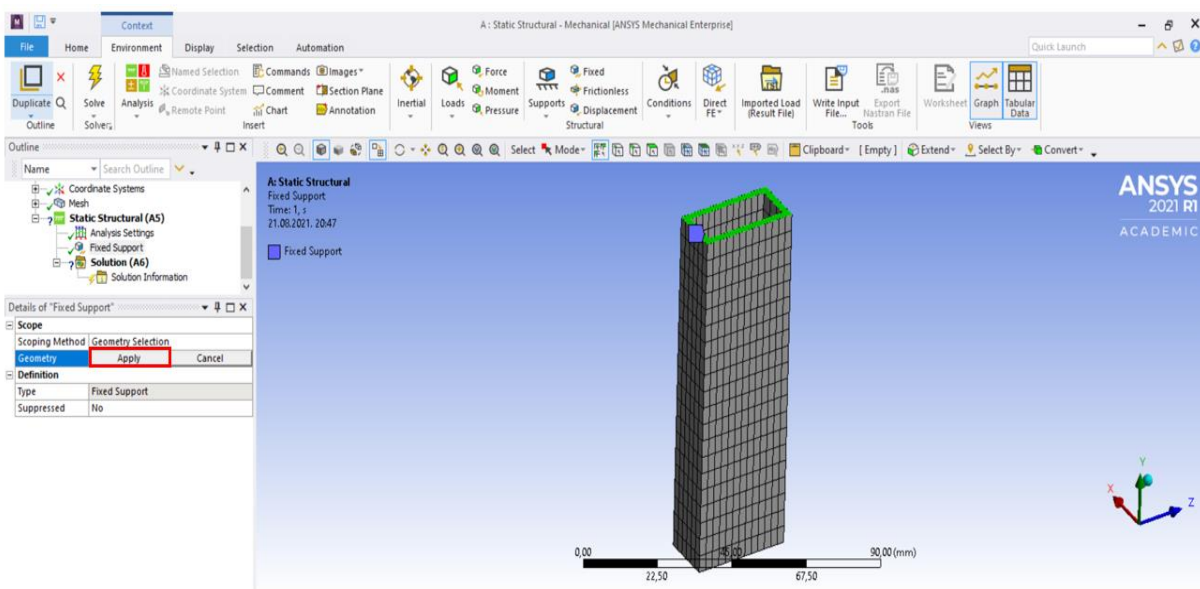 Context
A : Static Structural - Mechanical [ANSYS Mechanical Enterprise]
File Home Environment Display Selection Automation
Quick Launch
Duplicate
Outline
Solve
Solver
Analysis
Named Selection
Coordinate System
Remote Point
Commands
Comment
Chart
Images
Section Plane
Annotation
Insert
Inertial
Loads
Force
Moment
Pressure
Supports
Fixed
Frictionless
Displacement
Structural
Conditions
Direct FE
Imported Load
(Result File)
Write Input
File...
Export
Nastran File
.nas
Tools
Worksheet
Graph
Tabular
Data
Views
Outline
Name Search Outline
Select Mode Clipboard [ Empty ] Extend Select By Convert
Coordinate Systems
Mesh
Static Structural (A5)
Analysis Settings
Fixed Support
Solution (A6)
Solution Information
Details of "Fixed Support"
Scope
Scoping Method Geometry Selection
Geometry Apply Cancel
Definition
Type Fixed Support
Suppressed No
A: Static Structural
Fixed Support
Time: 1, s
21.08.2021. 20:47
Fixed Support
ANSYS
2021 R1
ACADEMIC
Y
X
Z
0,00 45,00 90,00 (mm)
22,50 67,50